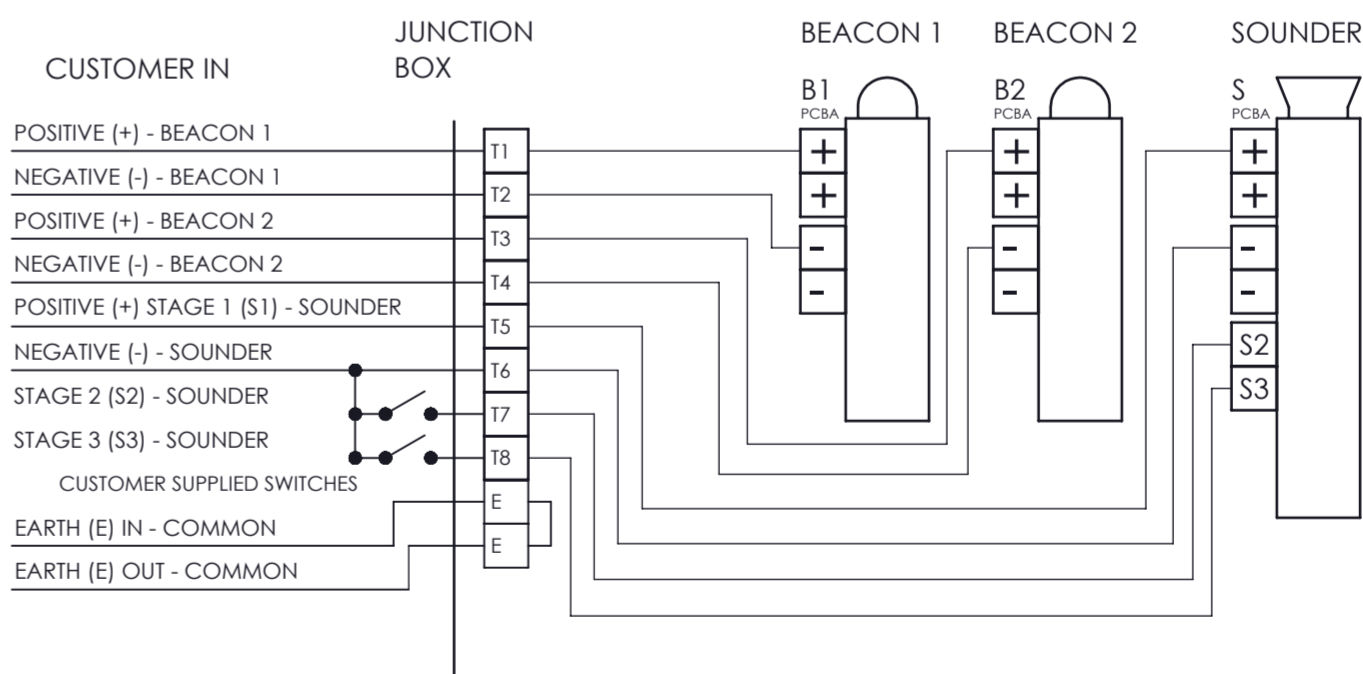 CUSTOMER IN
JUNCTION
BOX
BEACON 1
BEACON 2
SOUNDER
B1
PCBA
B2
PCBA
S
PCBA
POSITIVE (+) - BEACON 1
NEGATIVE (-) - BEACON 1
POSITIVE (+) - BEACON 2
NEGATIVE (-) - BEACON 2
POSITIVE (+) STAGE 1 (S1) - SOUNDER
NEGATIVE (-) - SOUNDER
STAGE 2 (S2) - SOUNDER
STAGE 3 (S3) - SOUNDER
CUSTOMER SUPPLIED SWITCHES
EARTH (E) IN - COMMON
EARTH (E) OUT - COMMON
T1
T2
T3
T4
T5
T6
T7
T8
E
E
+
+
-
-
+
+
-
-
+
+
-
-
S2
S3